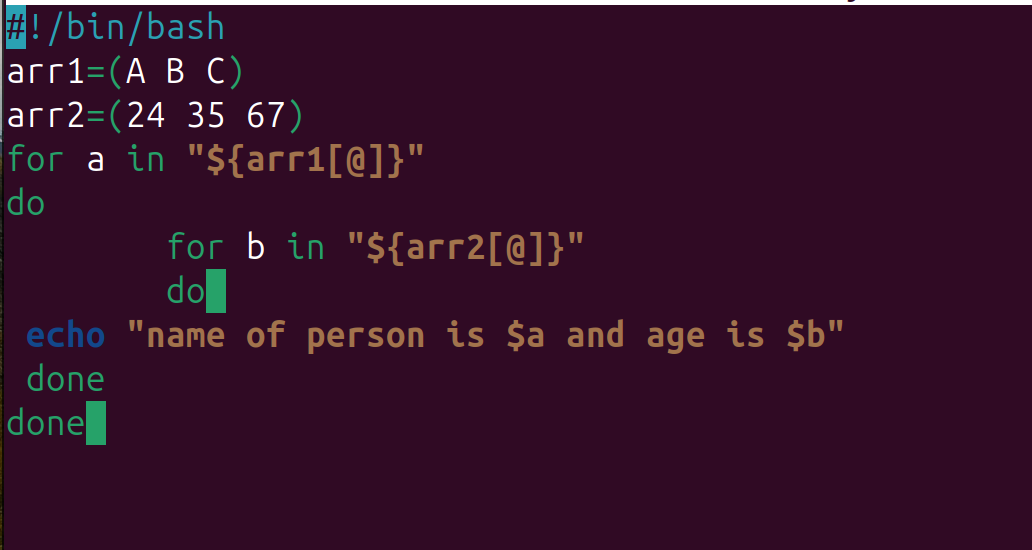 #!/bin/bash
arr1=(A B C)
arr2=(24 35 67)
for a in "${arr1[@]}"
do
        for b in "${arr2[@]}"
        do
 echo "name of person is $a and age is $b"
 done
done